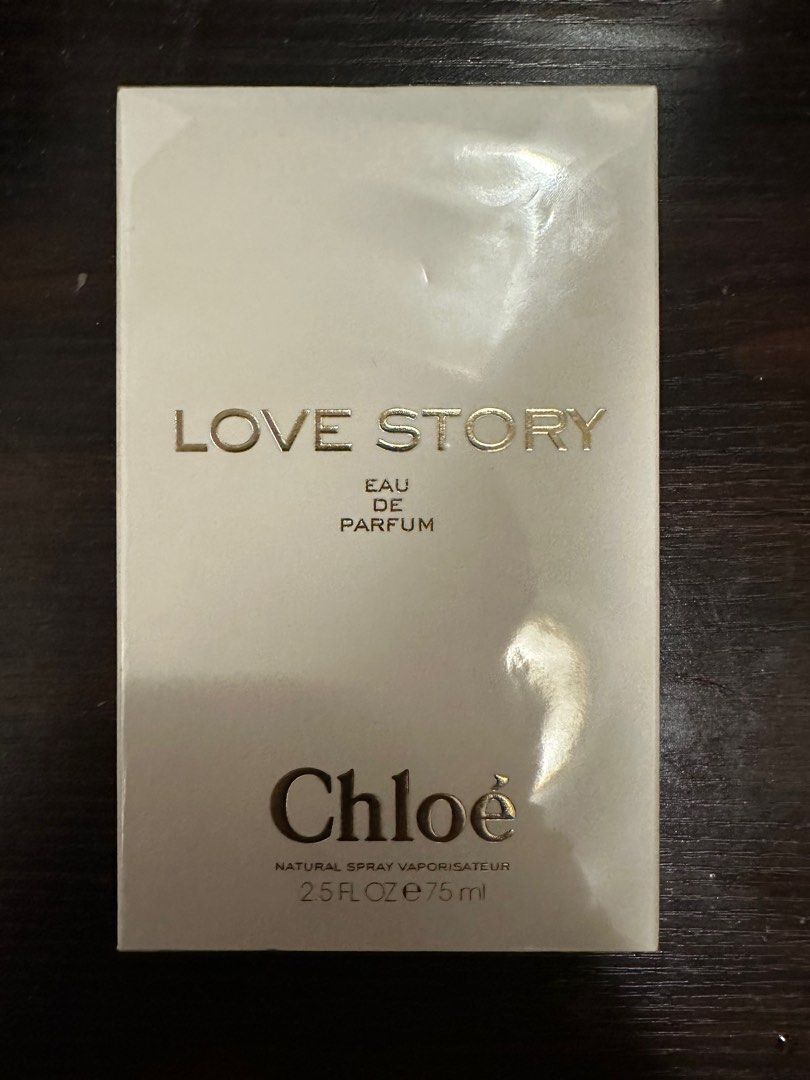 LOVE STORY
EAU
DE
PARFUM
Chloé
NATURAL SPRAY VAPORISATEUR
2.5 FL OZ ℮ 75 ml